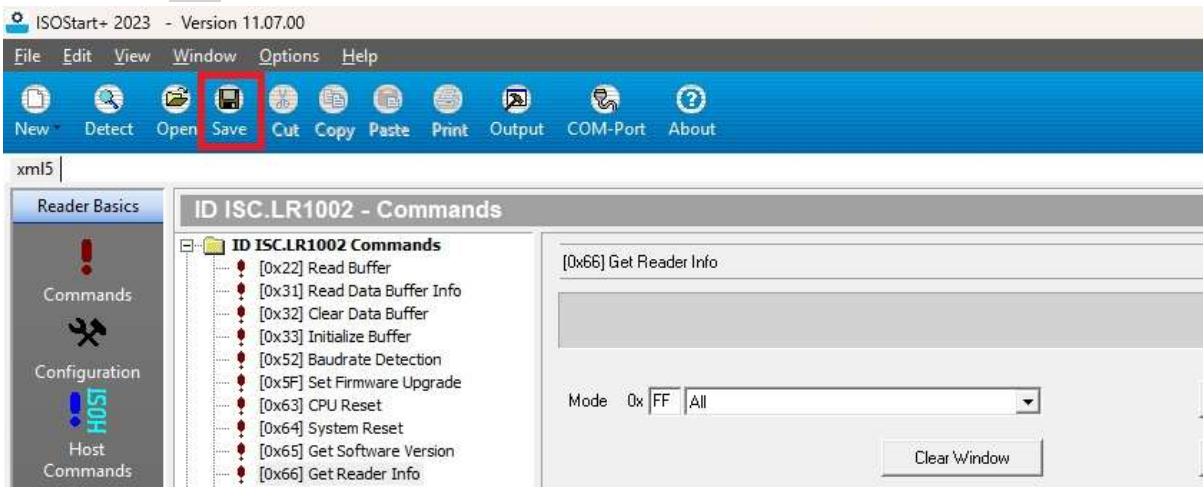 ISOStart+ 2023 - Version 11.07.00
File Edit View Window Options Help
New Detect Open Save Cut Copy Paste Print Output COM-Port About
xml5
Reader Basics
Commands
Configuration
ISOH
Host
Commands
ID ISC.LR1002 - Commands
ID ISC.LR1002 Commands
[0x22] Read Buffer
[0x31] Read Data Buffer Info
[0x32] Clear Data Buffer
[0x33] Initialize Buffer
[0x52] Baudrate Detection
[0x5F] Set Firmware Upgrade
[0x63] CPU Reset
[0x64] System Reset
[0x65] Get Software Version
[0x66] Get Reader Info
[0x66] Get Reader Info
Mode 0x FF All
Clear Window